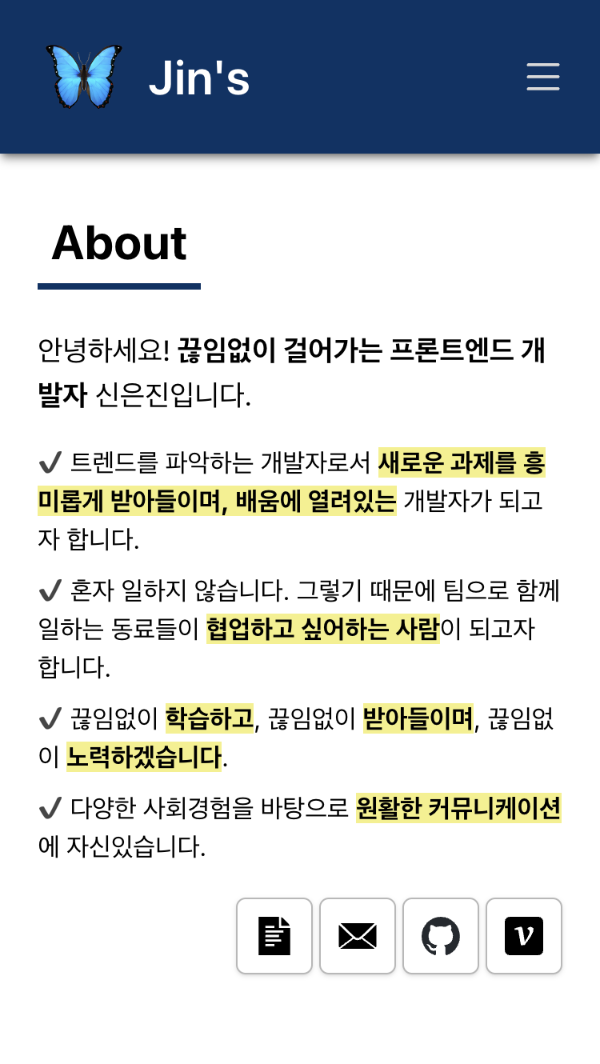 Jin's
About
안녕하세요! 끊임없이 걸어가는 프론트엔드 개
발자 신은진입니다.
✔ 트렌드를 파악하는 개발자로서 새로운 과제를 흥
미롭게 받아들이며, 배움에 열려있는 개발자가 되고
자 합니다.
✔ 혼자 일하지 않습니다. 그렇기 때문에 팀으로 함께
일하는 동료들이 협업하고 싶어하는 사람이 되고자
합니다.
✔ 끊임없이 학습하고, 끊임없이 받아들이며, 끊임없
이 노력하겠습니다.
✔ 다양한 사회경험을 바탕으로 원활한 커뮤니케이션
에 자신있습니다.
v